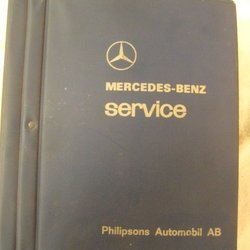 MERCEDES-BENZ
service
Philipsons Automobil AB